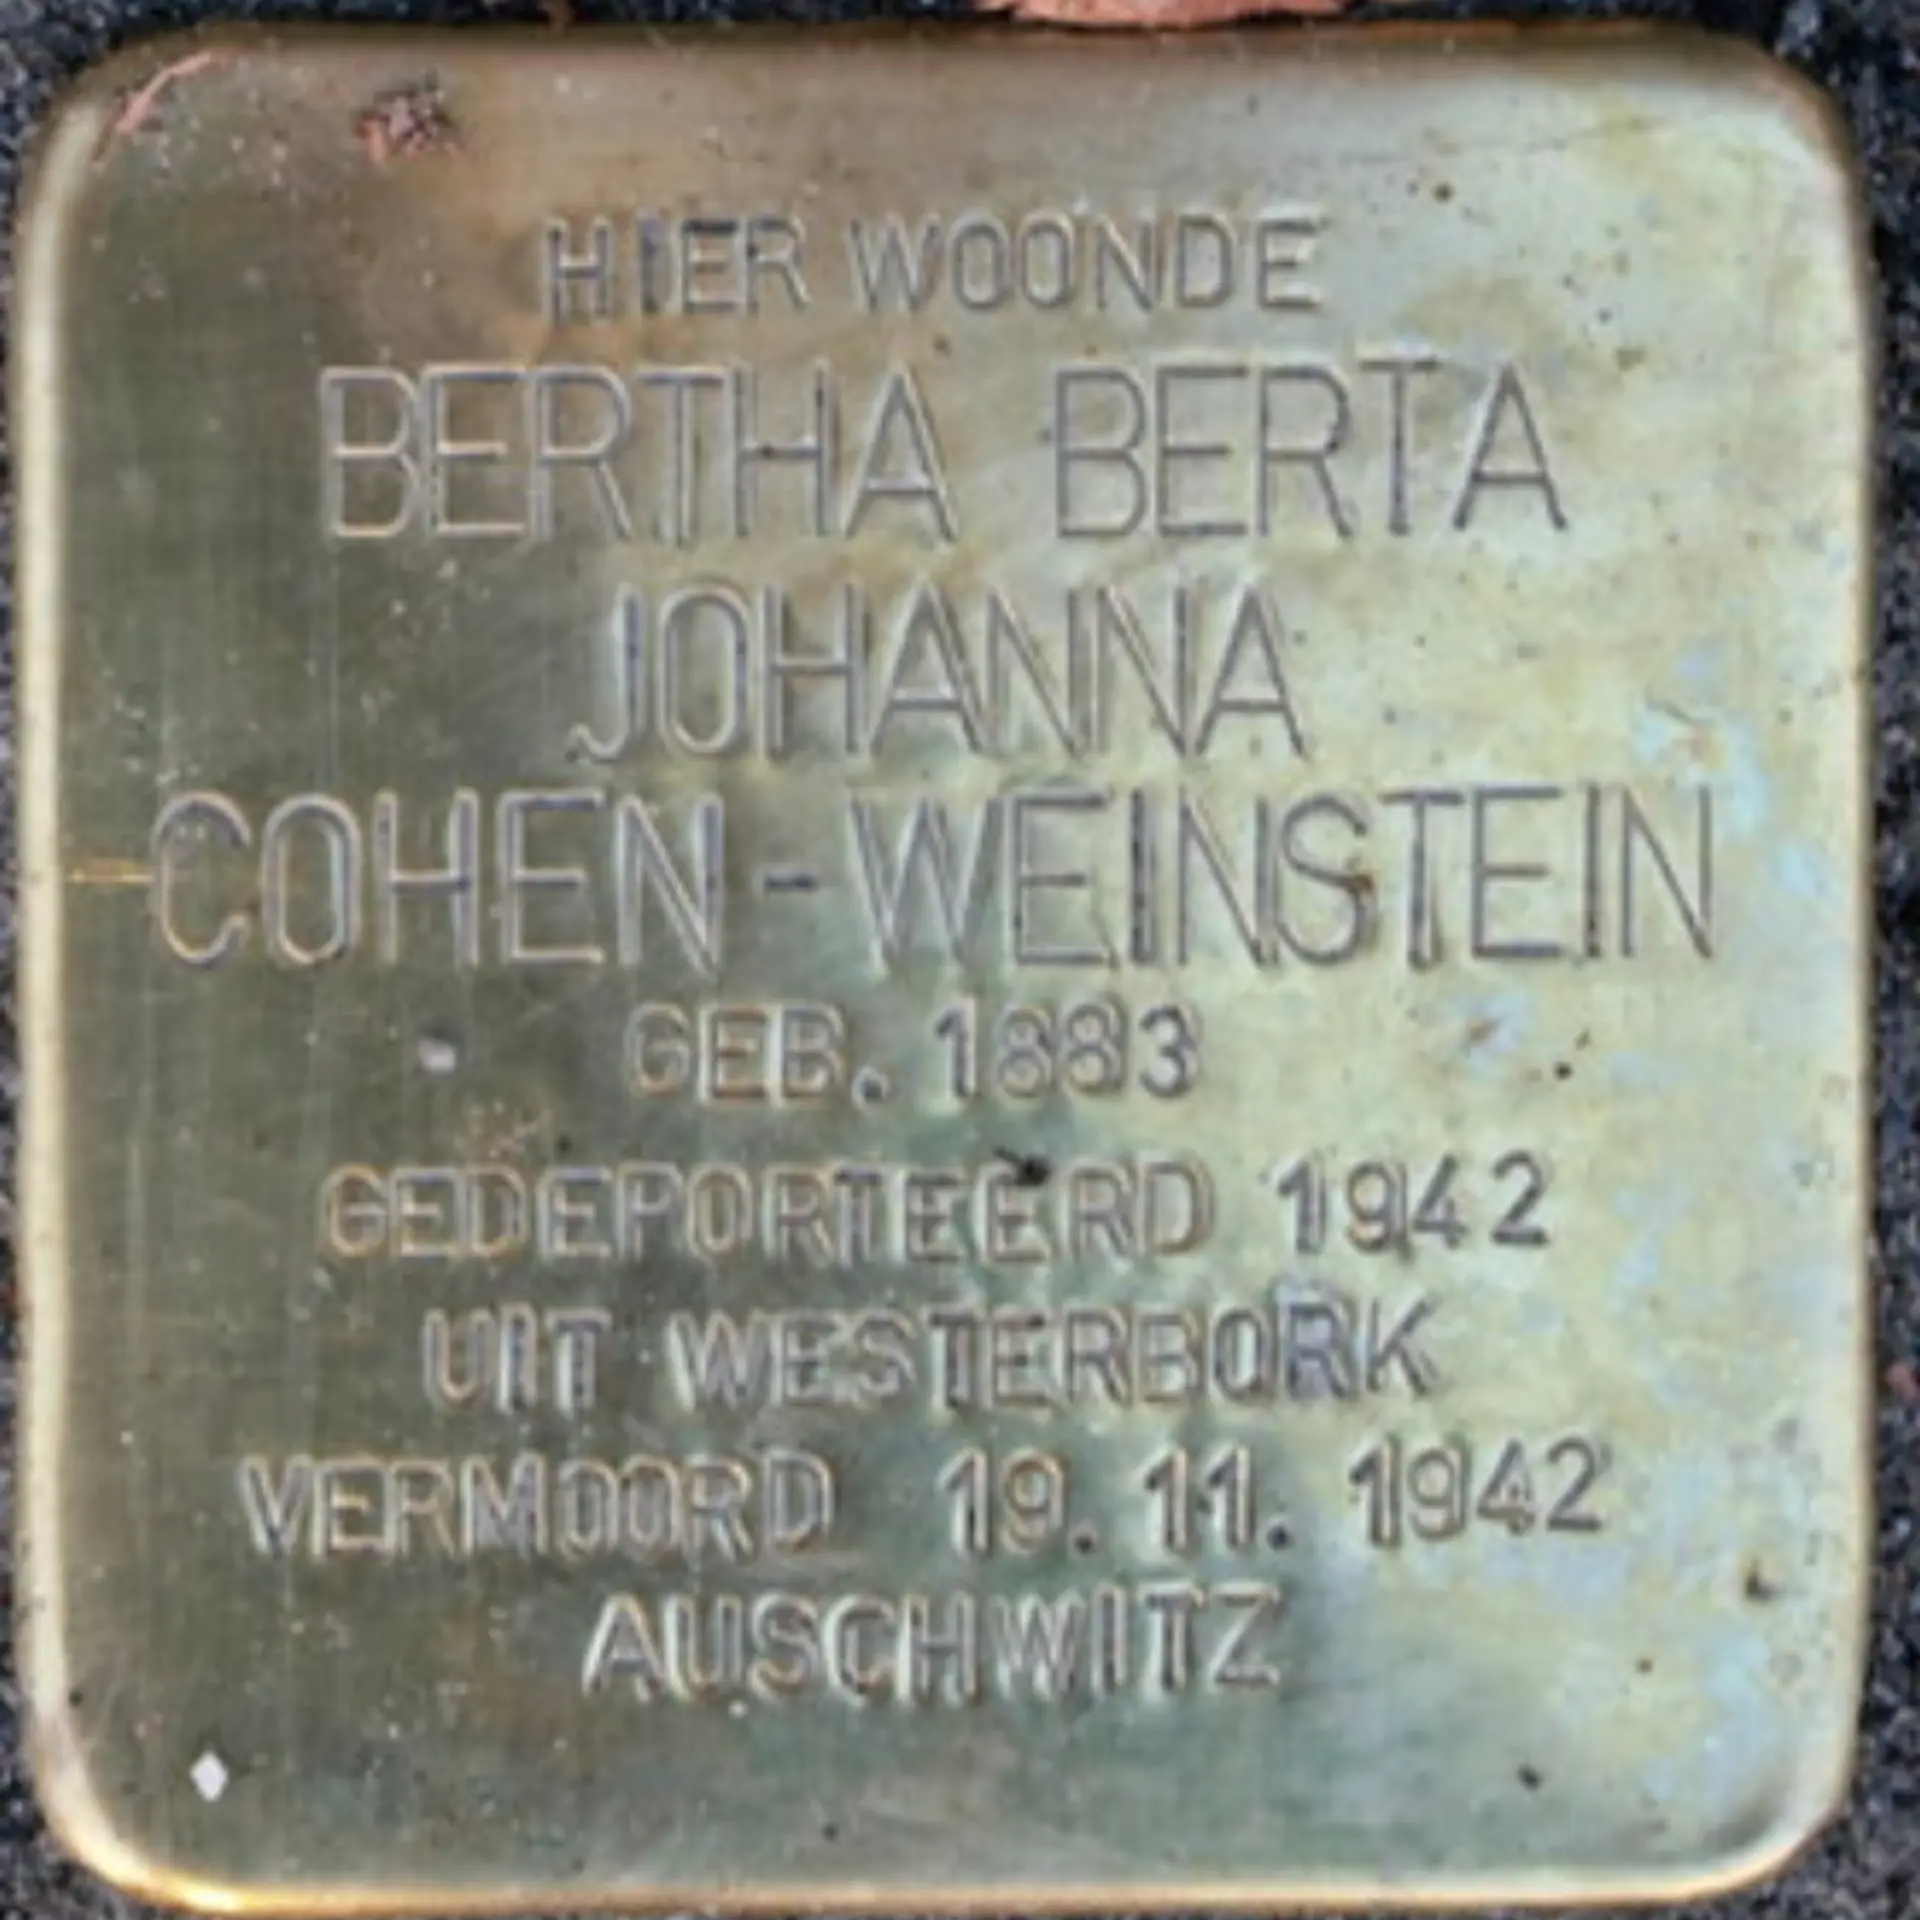 HIER WOONDE
BERTHA BERTA
JOHANNA
COHEN-WEINSTEIN
GEB. 1883
GEDEPORTEERD 1942
UIT WESTERBORK
VERMOORD 19.11.1942
AUSCHWITZ